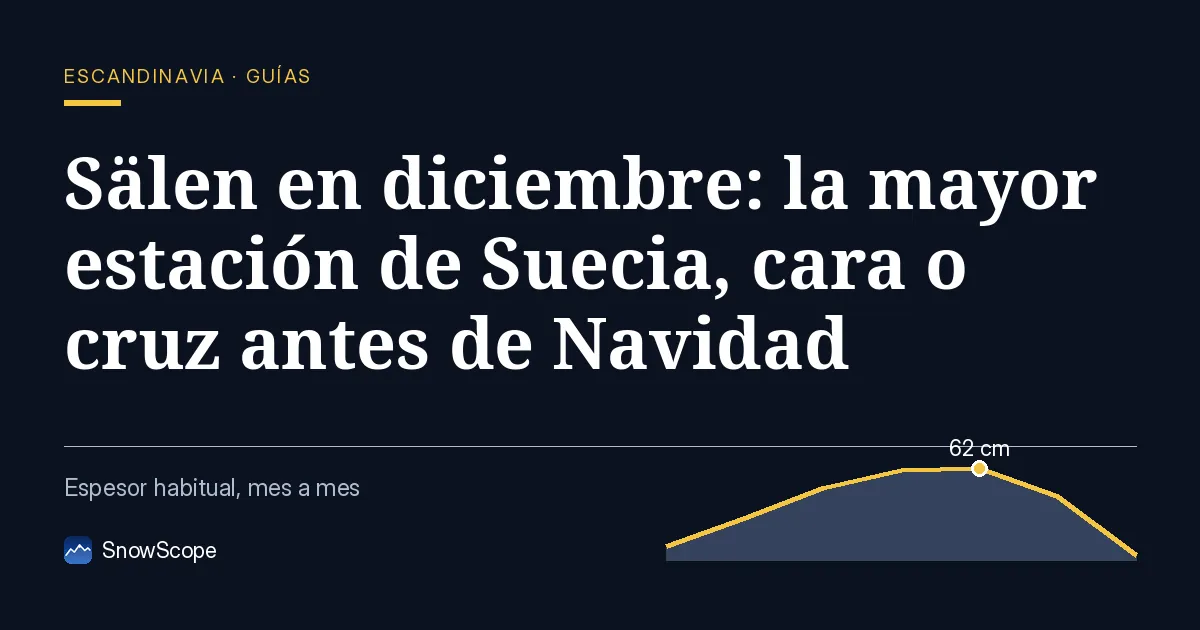 ESCANDINAVIA · GUÍAS
Sälen en diciembre: la mayor
estación de Suecia, cara o
cruz antes de Navidad
62 cm
Espesor habitual, mes a mes
SnowScope